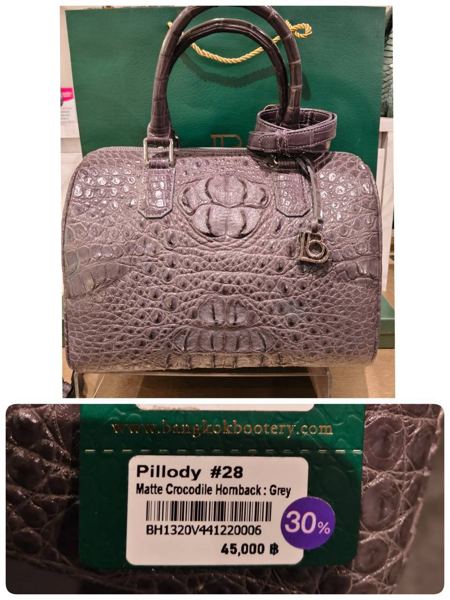 www.bangkokbootery.com
Pillody #28
Matte Crocodile Hornback : Grey
BH1320V441220006
30%
45,000 ฿